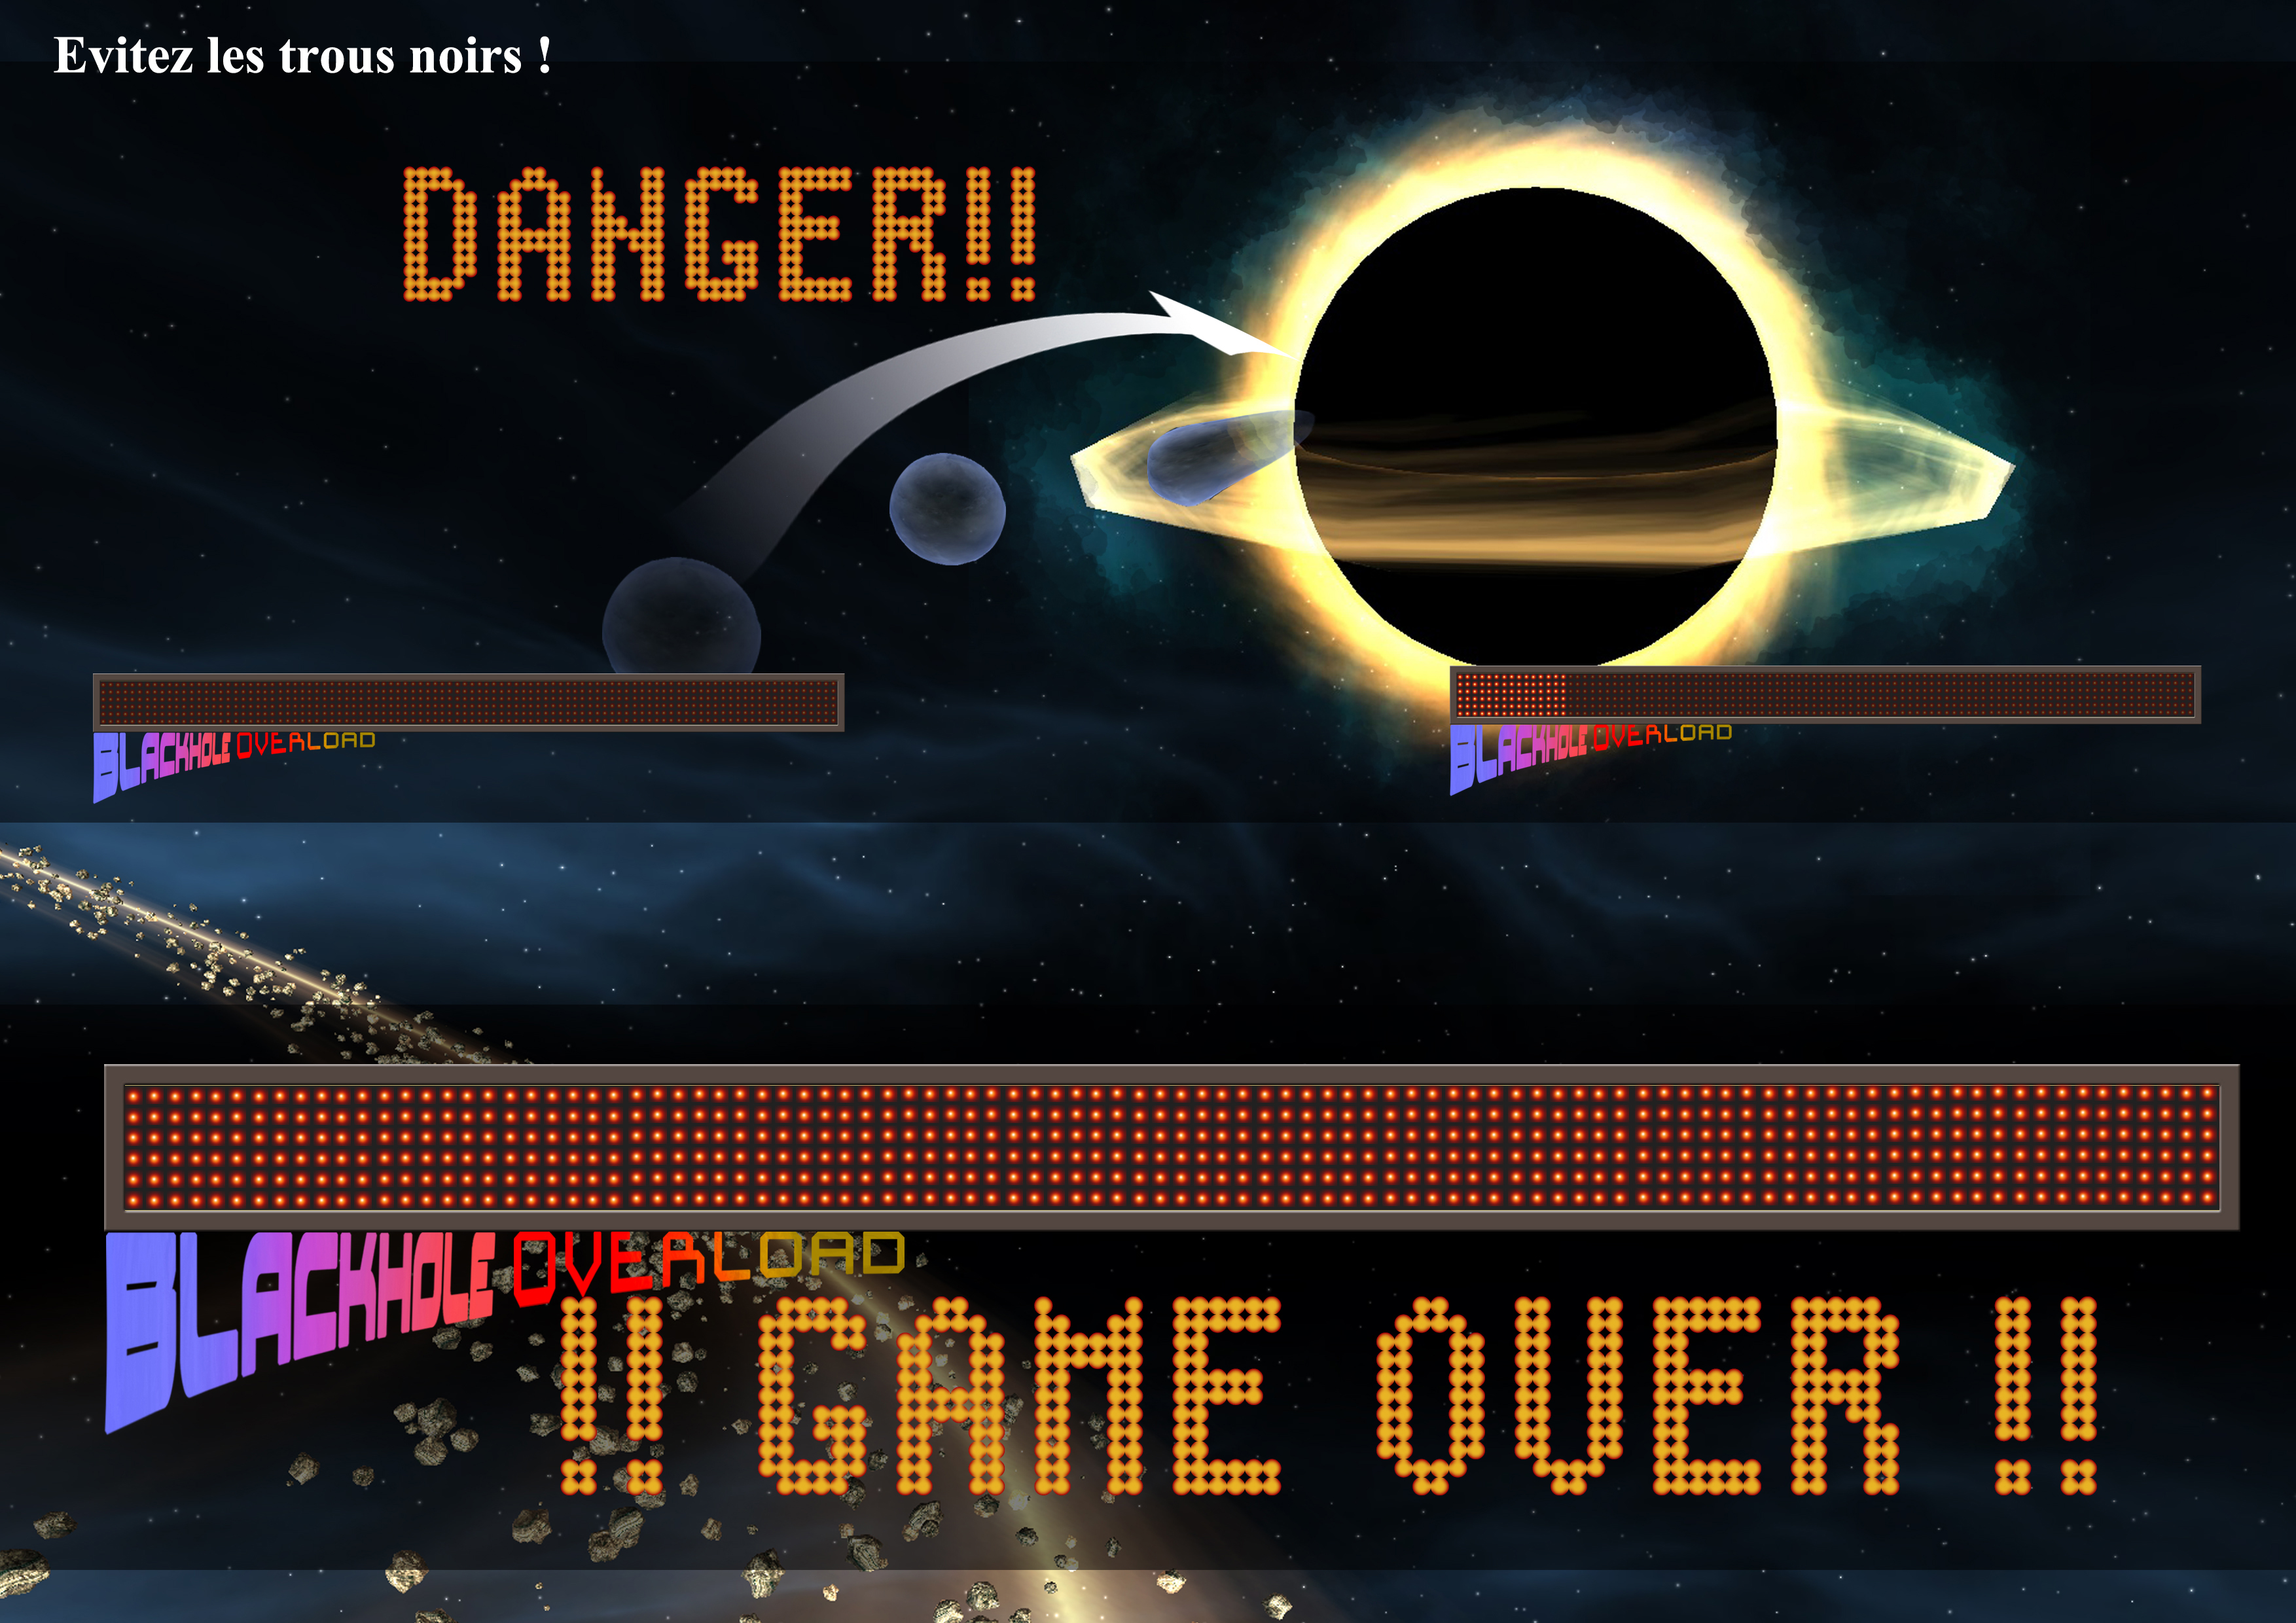 Evitez les trous noirs !
DANGER!!
BLACKHOLE OVERLOAD
BLACKHOLE OVERLOAD
BLACKHOLE OVERLOAD
!! GAME OVER !!